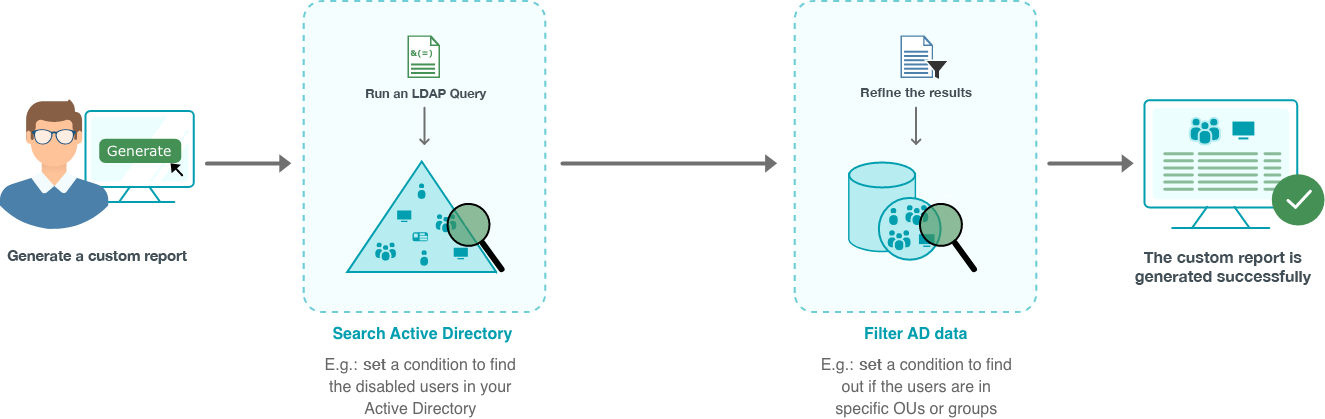 Generate
Generate a custom report
&(=)
Run an LDAP Query
Search Active Directory
E.g.: set a condition to find
the disabled users in your
Active Directory
Refine the results
Filter AD data
E.g.: set a condition to find
out if the users are in
specific OUs or groups
The custom report is
generated successfully